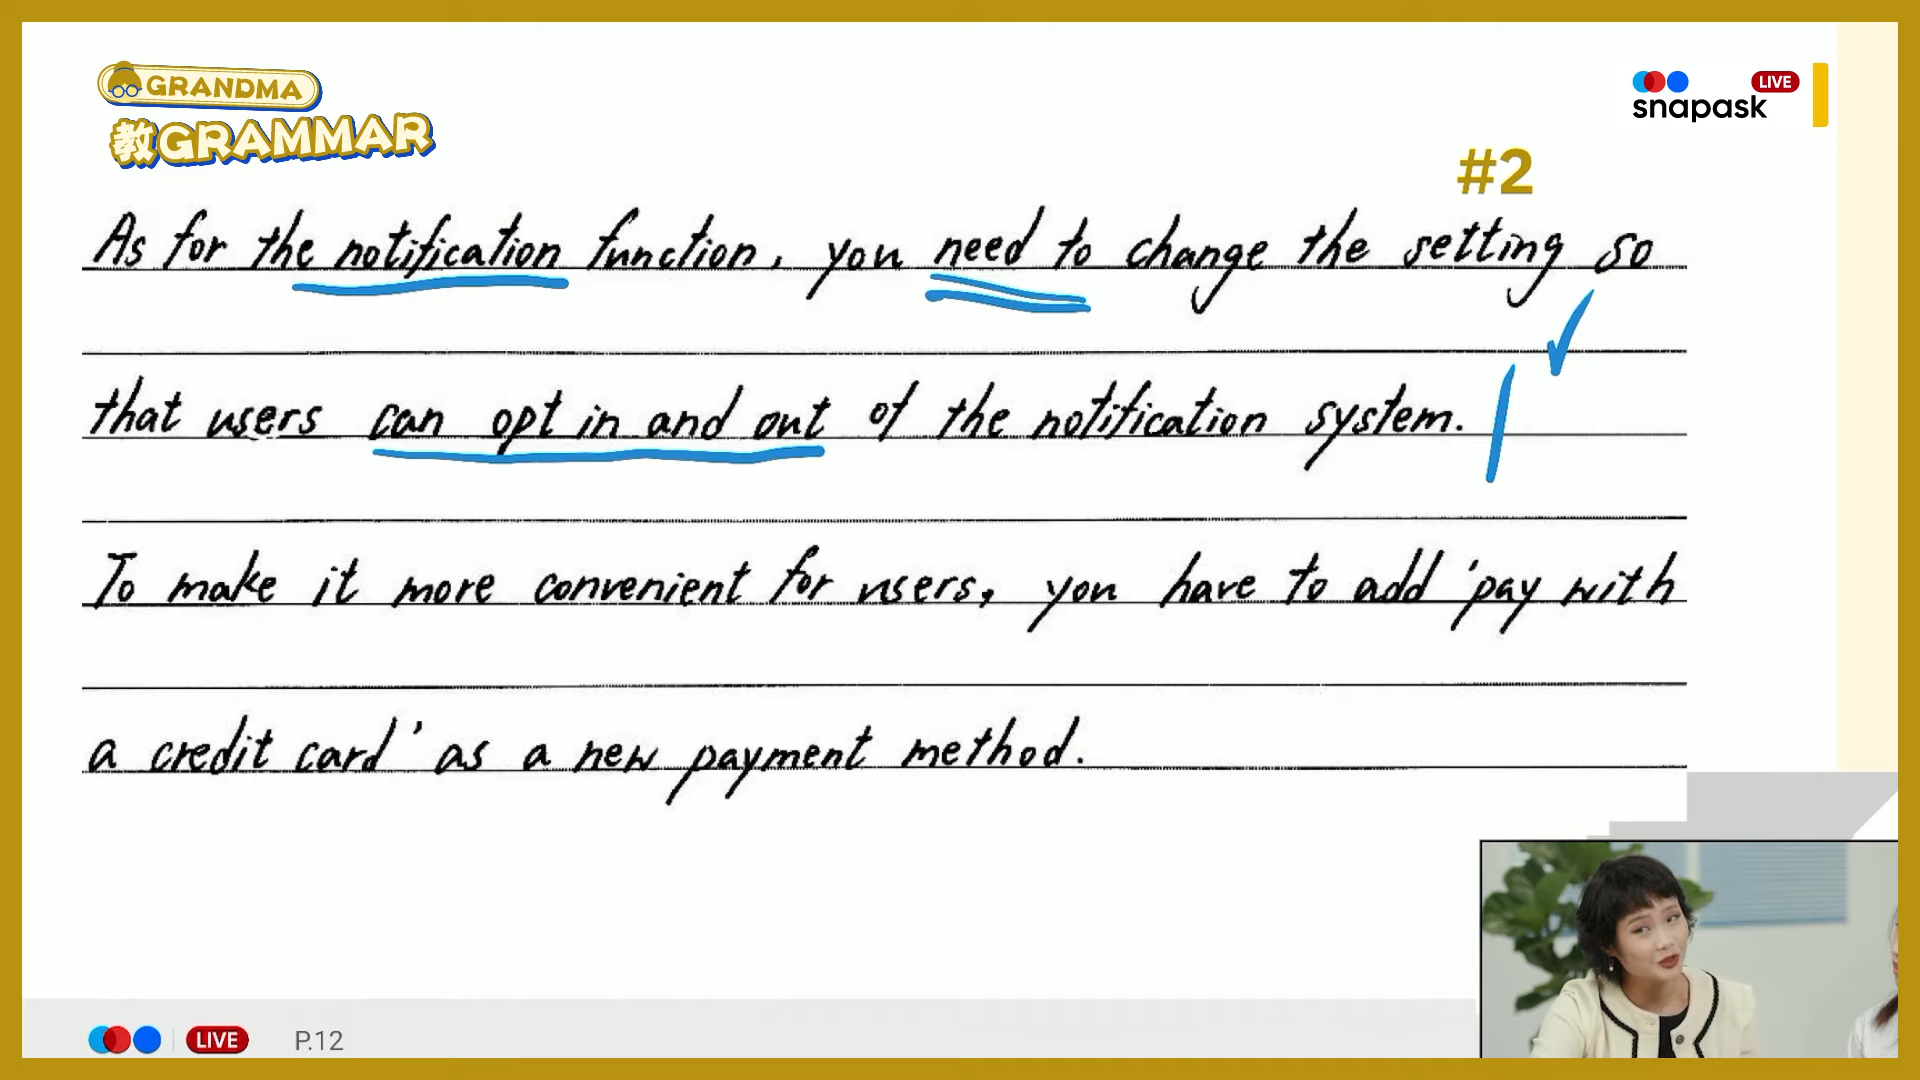 GRANDMA
教GRAMMAR
LIVE
snapask
#2
As for the notification function, you need to change the setting so
that users can opt in and out of the notification system.
To make it more convenient for users, you have to add 'pay with
a credit card' as a new payment method.
LIVE
P.12